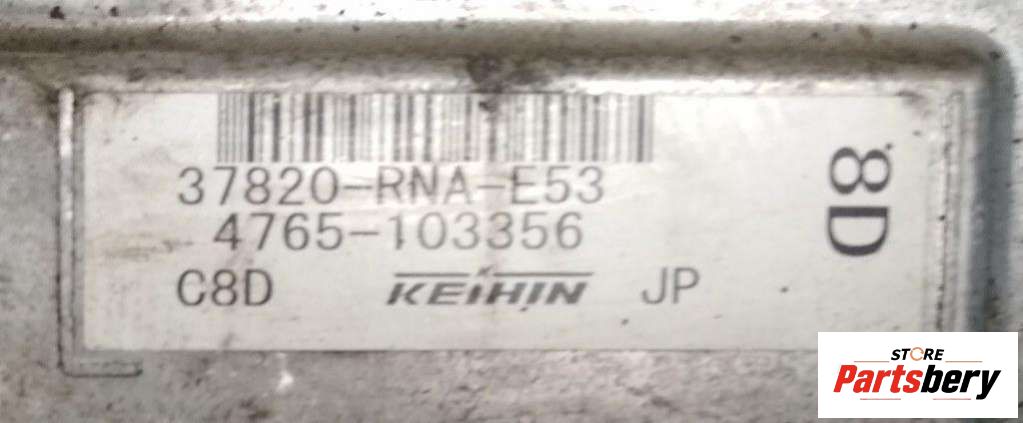 37820-RNA-E53
4765-103356
C8D KEIHIN JP
8D
STORE
Partsbery